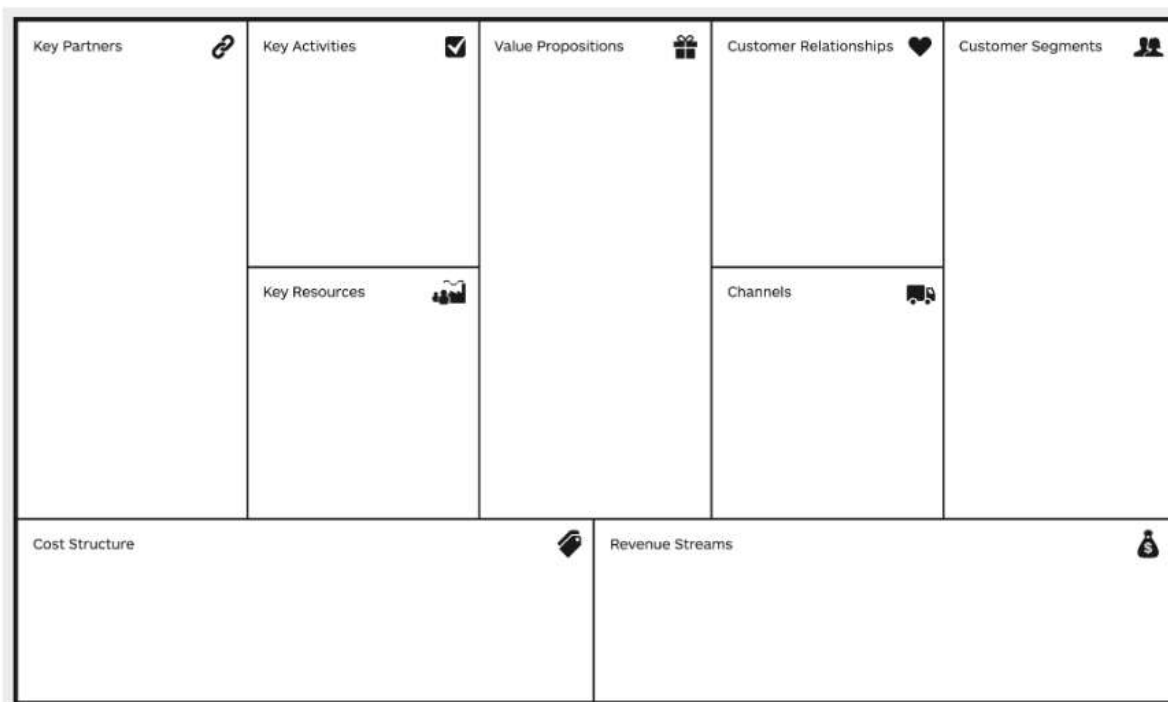 Key Partners
Key Activities
Value Propositions
Customer Relationships
Customer Segments
Key Resources
Channels
Cost Structure
Revenue Streams